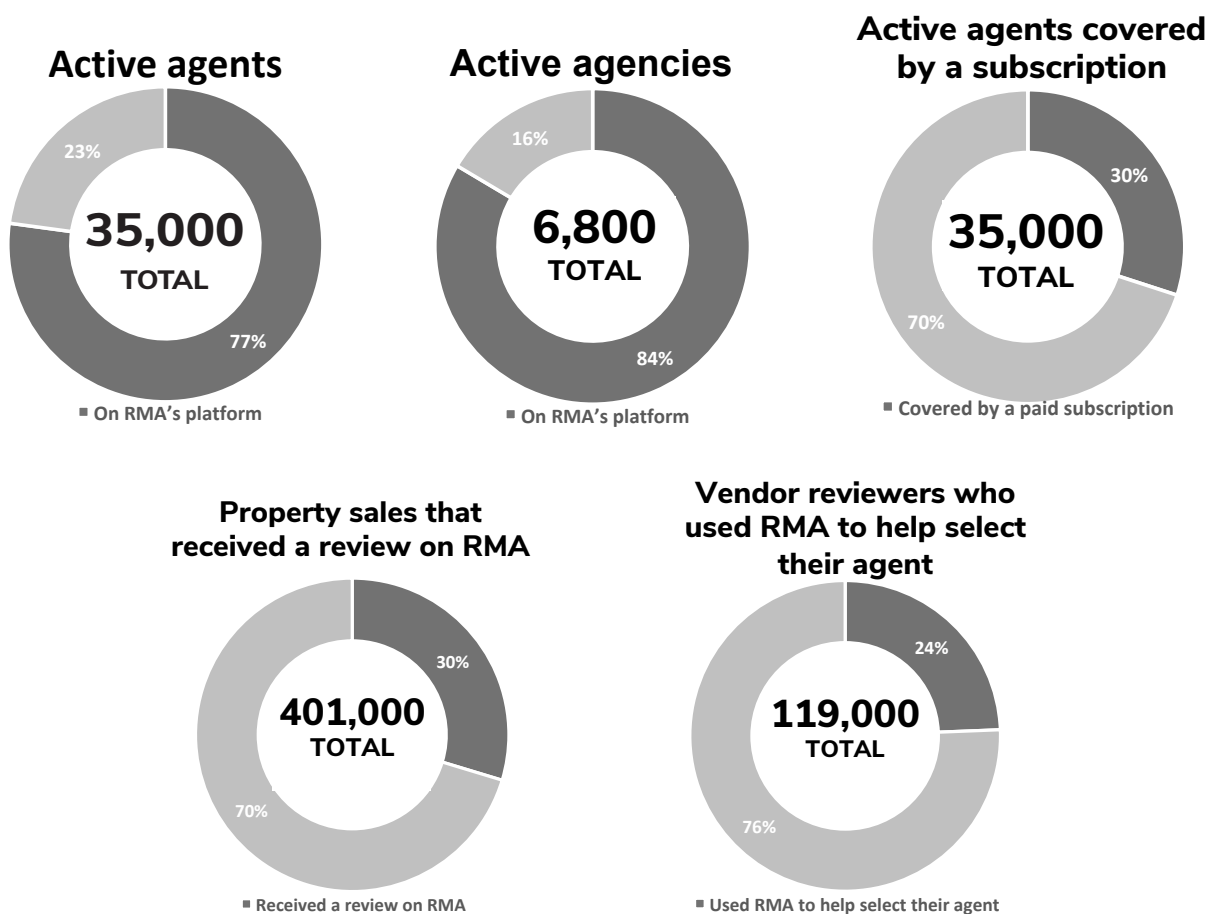 Active agents
23%
35,000
TOTAL
77%
On RMA's platform
Active agencies
16%
6,800
TOTAL
84%
On RMA's platform
Active agents covered
by a subscription
30%
35,000
TOTAL
70%
Covered by a paid subscription
Property sales that
received a review on RMA
30%
401,000
TOTAL
70%
Received a review on RMA
Vendor reviewers who
used RMA to help select
their agent
24%
119,000
TOTAL
76%
Used RMA to help select their agent